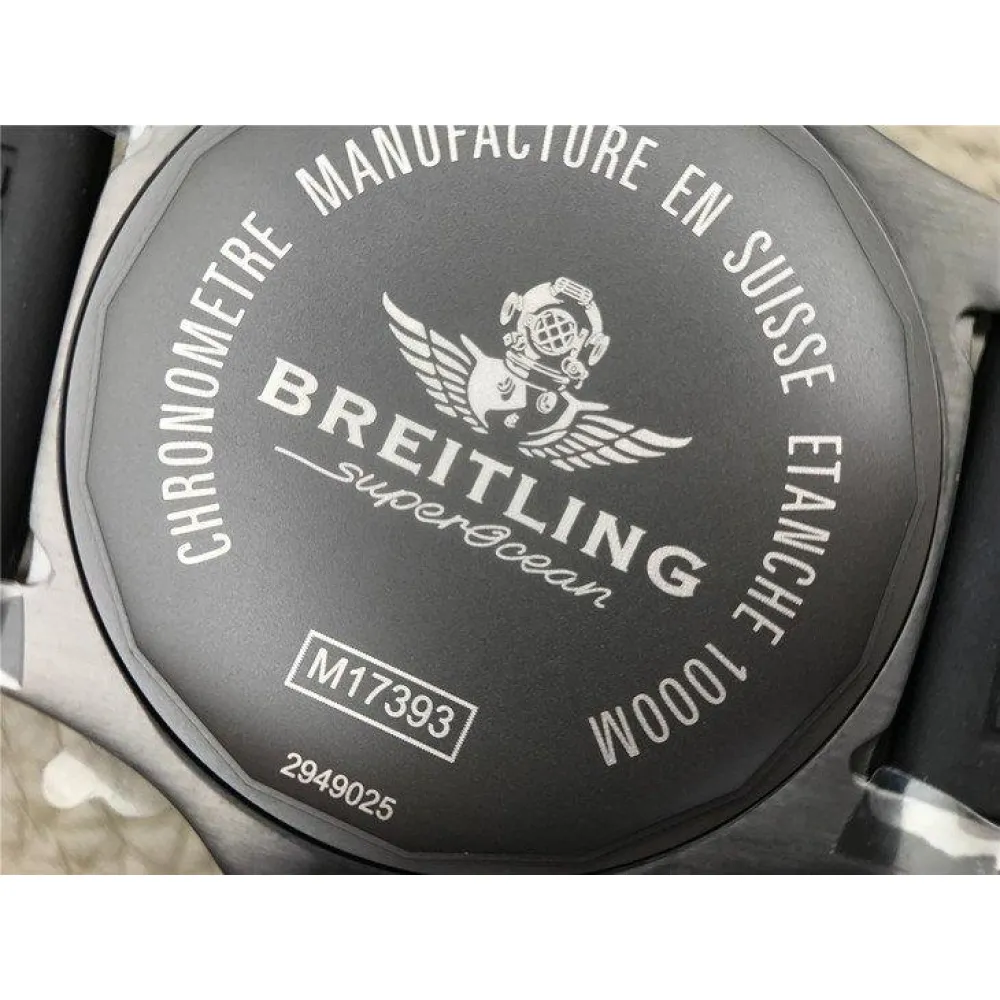 CHRONOMETRE MANUFACTURE EN SUISSE ETANCHE 1000M
BREITLING
superocean
M17393
2949025